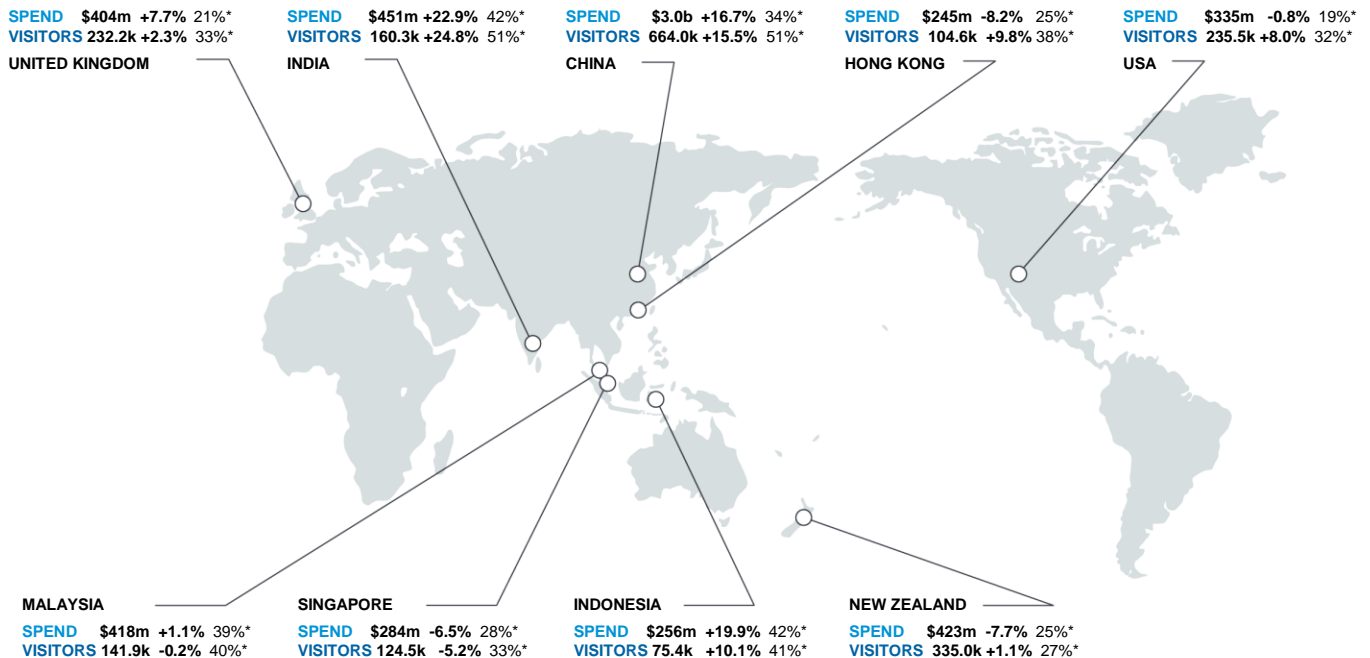 SPEND $404m +7.7% 21%*
VISITORS 232.2k +2.3% 33%*
UNITED KINGDOM
SPEND $451m +22.9% 42%*
VISITORS 160.3k +24.8% 51%*
INDIA
SPEND $3.0b +16.7% 34%*
VISITORS 664.0k +15.5% 51%*
CHINA
SPEND $245m -8.2% 25%*
VISITORS 104.6k +9.8% 38%*
HONG KONG
SPEND $335m -0.8% 19%*
VISITORS 235.5k +8.0% 32%*
USA
MALAYSIA
SPEND $418m +1.1% 39%*
VISITORS 141.9k -0.2% 40%*
SINGAPORE
SPEND $284m -6.5% 28%*
VISITORS 124.5k -5.2% 33%*
INDONESIA
SPEND $256m +19.9% 42%*
VISITORS 75.4k +10.1% 41%*
NEW ZEALAND
SPEND $423m -7.7% 25%*
VISITORS 335.0k +1.1% 27%*